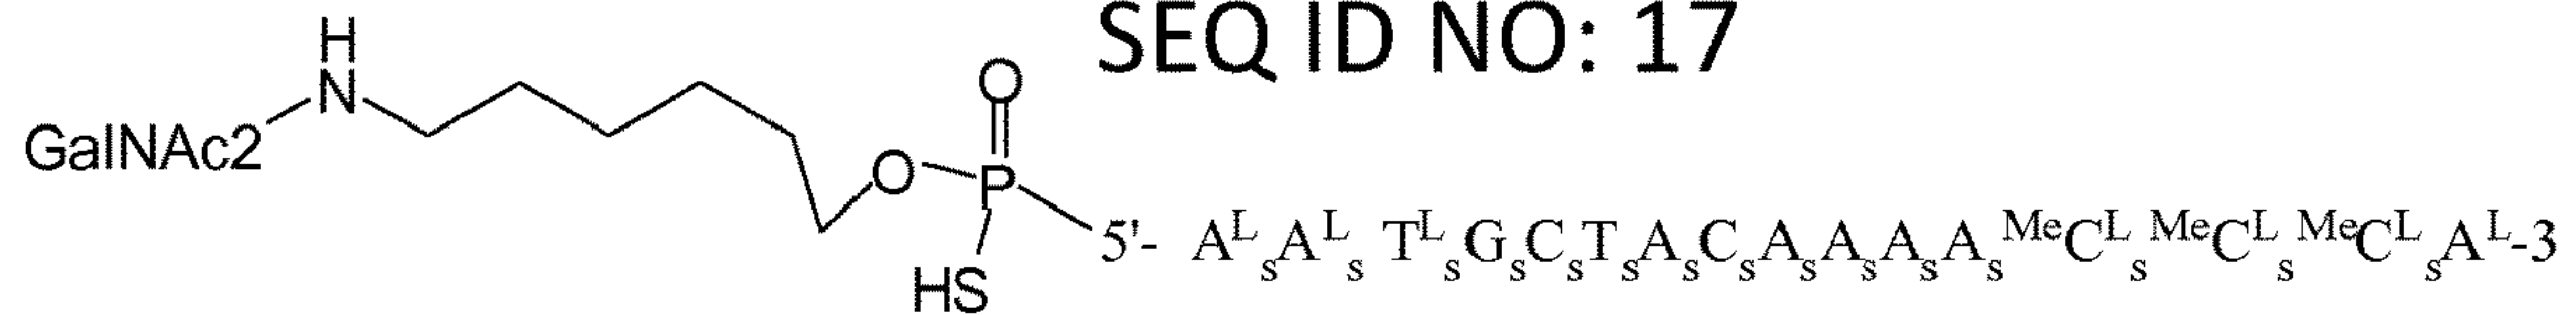 SEQ ID NO: 17
H
N
O
GalNAc2
O
P
HS
5'- A^L_s A^L_s T^L_s G_s C_s T_s A_s C_s A_s A_s A_s A_s ^MeC^L_s ^MeC^L_s ^MeC^L_s A^L-3